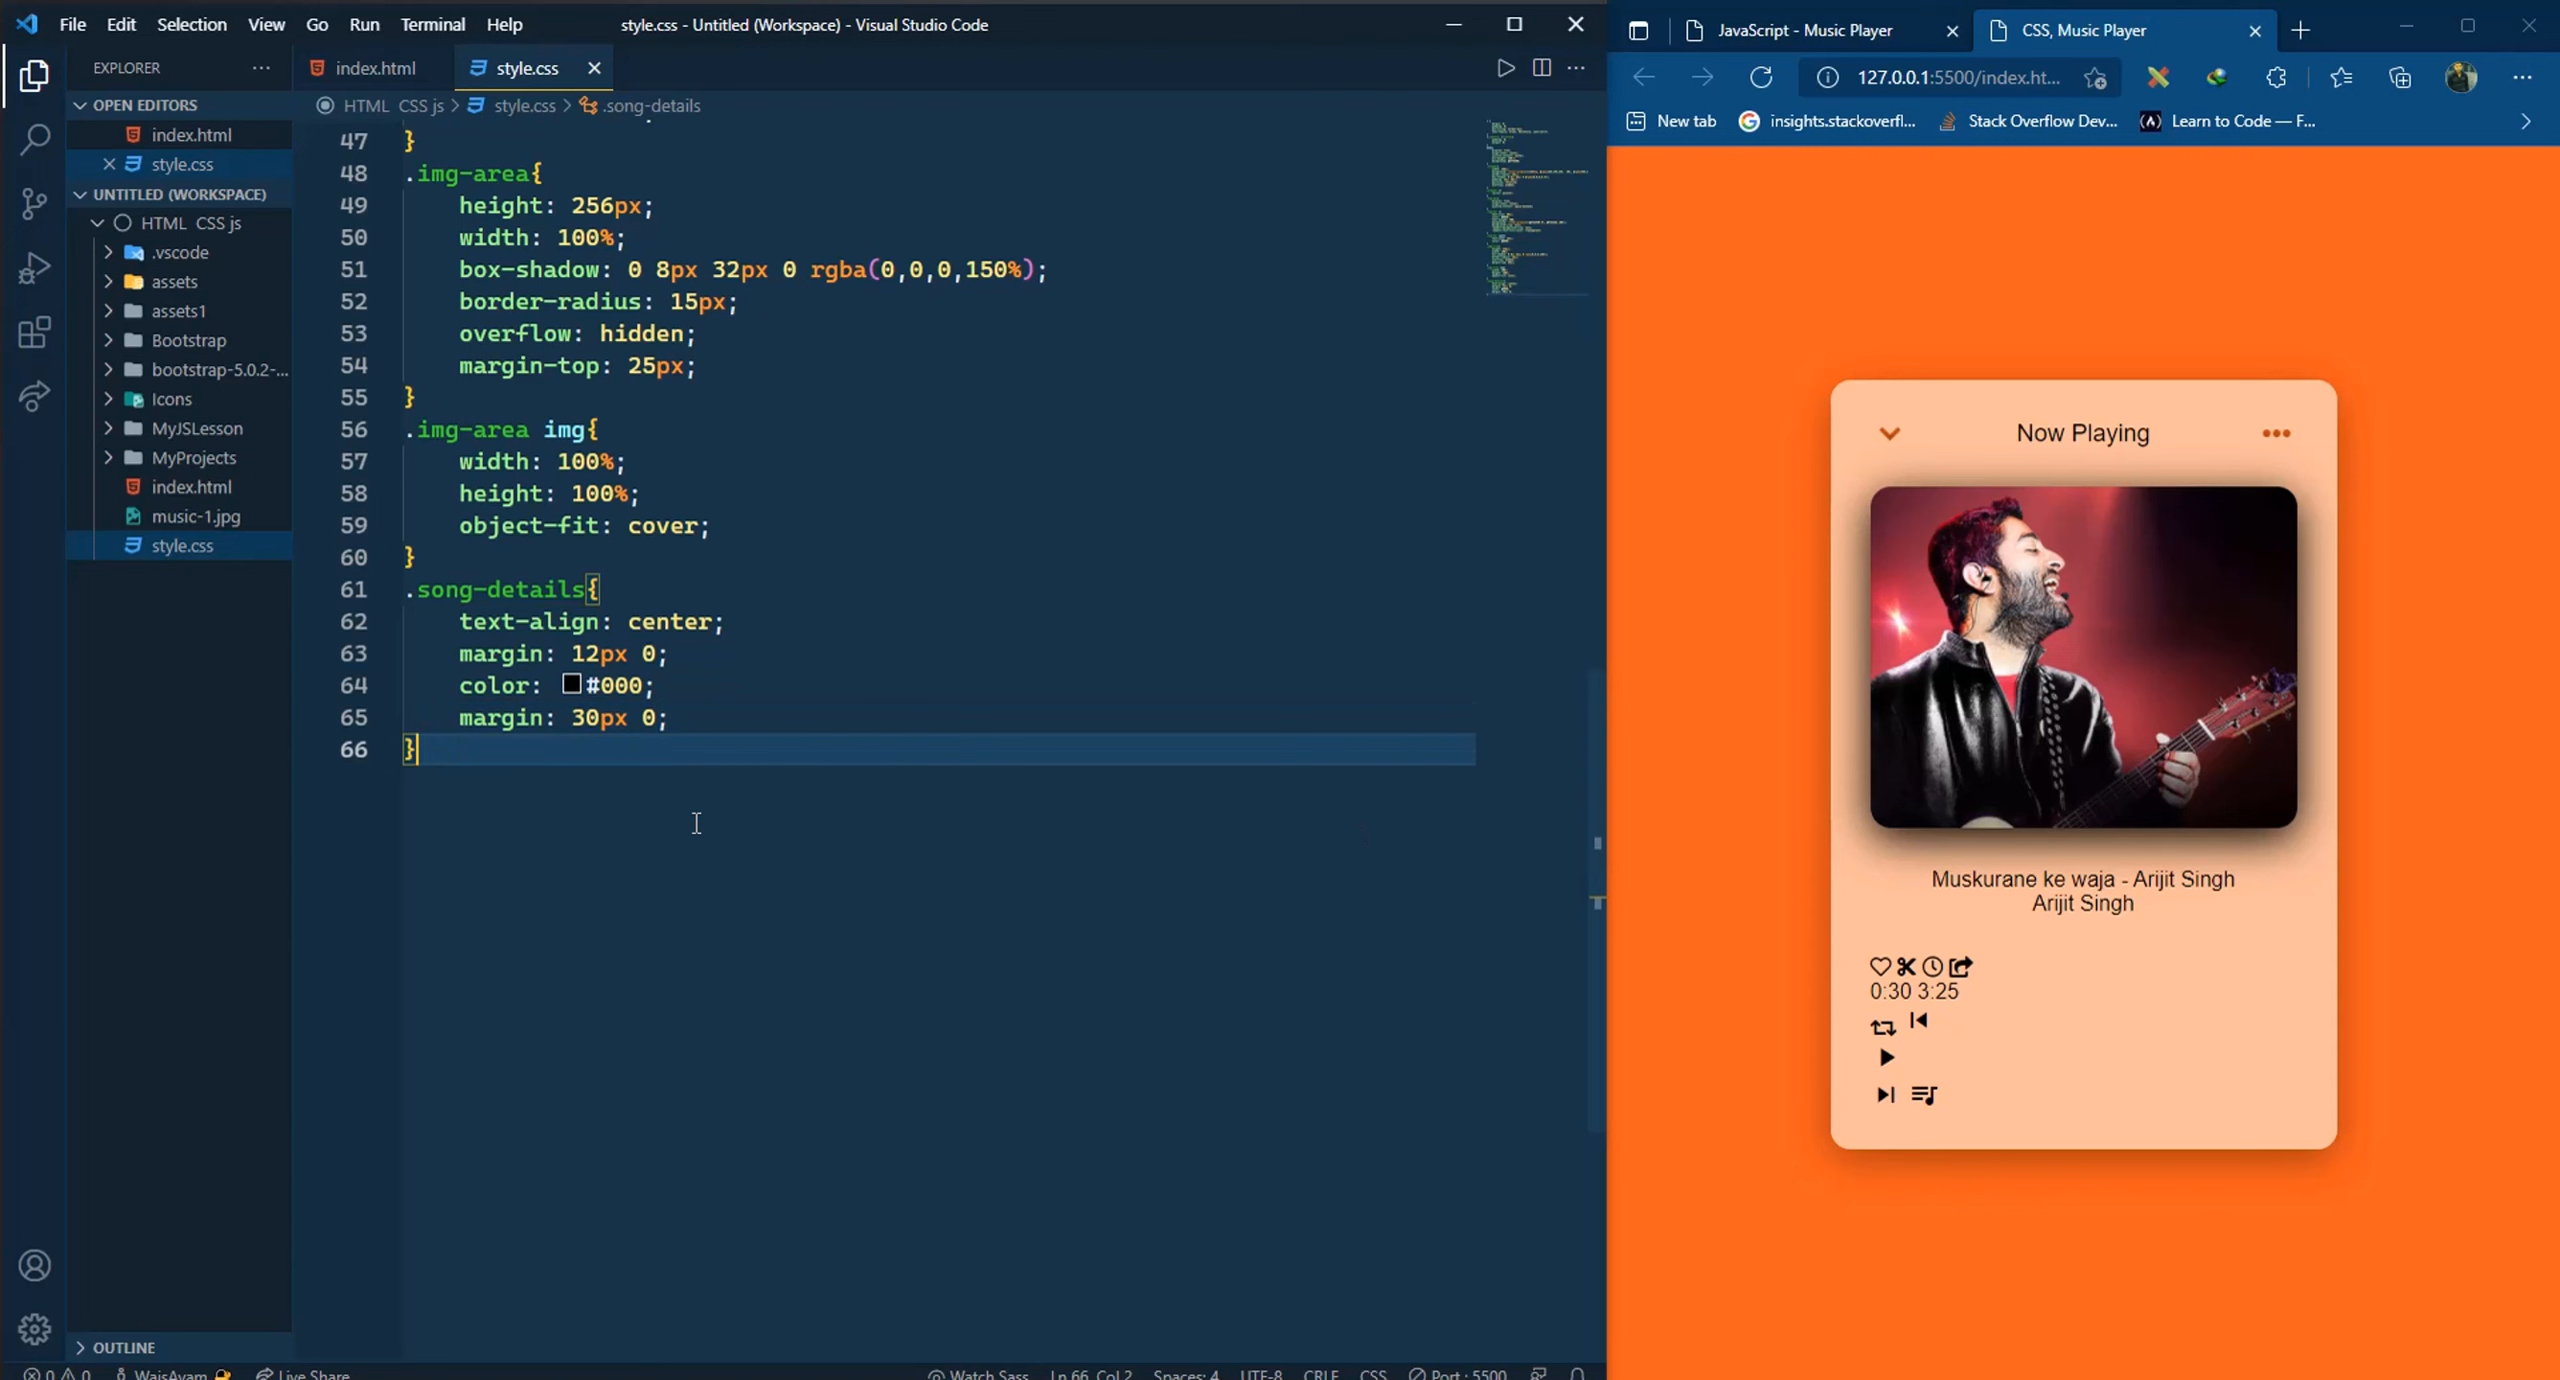 File Edit Selection View Go Run Terminal Help
style.css - Untitled (Workspace) - Visual Studio Code
EXPLORER
OPEN EDITORS
index.html
style.css
UNTITLED (WORKSPACE)
HTML CSS js
.vscode
assets
assets1
Bootstrap
bootstrap-5.0.2-...
Icons
MyJSLesson
MyProjects
index.html
music-1.jpg
style.css
OUTLINE
index.html style.css
HTML CSS js > style.css > .song-details
47 }
48 .img-area{
49 height: 256px;
50 width: 100%;
51 box-shadow: 0 8px 32px 0 rgba(0,0,0,150%);
52 border-radius: 15px;
53 overflow: hidden;
54 margin-top: 25px;
55 }
56 .img-area img{
57 width: 100%;
58 height: 100%;
59 object-fit: cover;
60 }
61 .song-details{
62 text-align: center;
63 margin: 12px 0;
64 color: #000;
65 margin: 30px 0;
66 }
0 0 WaisAyam Live Share Watch Sass Ln 66, Col 2 Spaces: 4 UTF-8 CRLF CSS Port : 5500
JavaScript - Music Player CSS, Music Player
127.0.0.1:5500/index.ht...
New tab insights.stackoverfl... Stack Overflow Dev... Learn to Code — F...
Now Playing
Muskurane ke waja - Arijit Singh
Arijit Singh
0:30 3:25